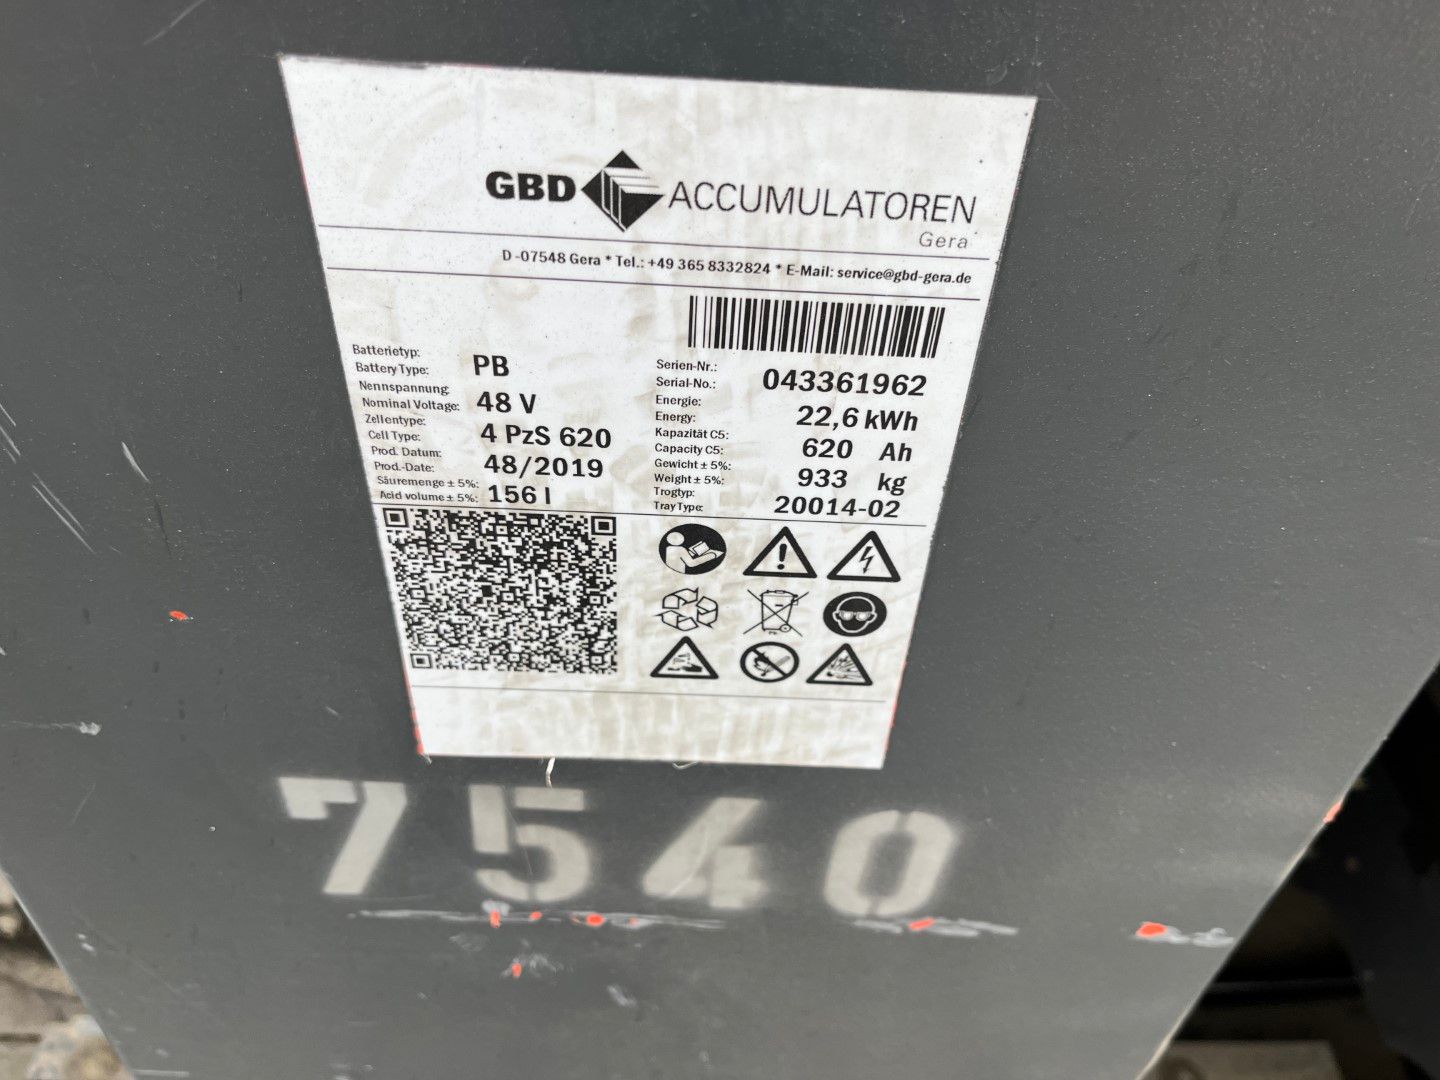 GBD ACCUMULATOREN
Gera
D-07548 Gera * Tel.: +49 365 8332824 * E-Mail: service@gbd-gera.de
Batterietyp:
Battery Type: PB
Nennspannung:
Nominal Voltage: 48 V
Zellentype:
Cell Type: 4 PzS 620
Prod. Datum:
Prod.-Date: 48/2019
Säuremenge ± 5%:
Acid volume ± 5%: 156 l
Serien-Nr.:
Serial-No.: 043361962
Energie:
Energy: 22,6 kWh
Kapazität C5:
Capacity C5: 620 Ah
Gewicht ± 5%:
Weight ± 5%: 933 kg
Trogtyp:
Tray Type: 20014-02
7540